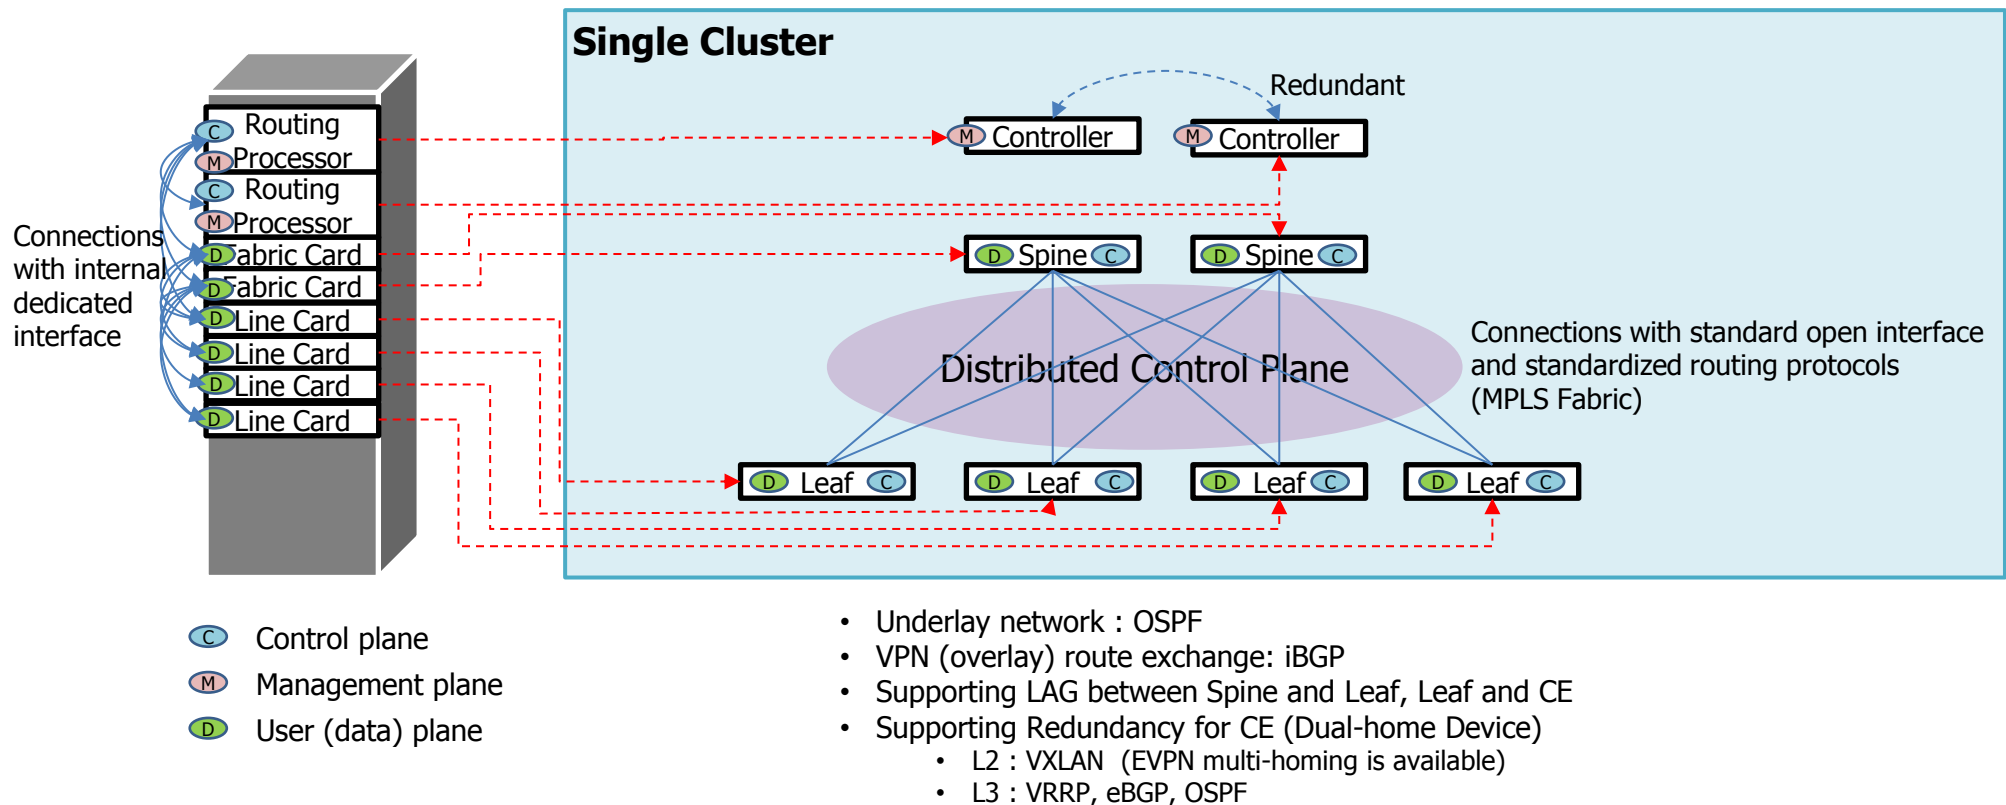 Single Cluster
Redundant
C Routing
M Processor
C Routing
M Processor
D Fabric Card
D Fabric Card
D Line Card
D Line Card
D Line Card
D Line Card
Connections
with internal
dedicated
interface
M Controller
M Controller
D Spine C
D Spine C
Distributed Control Plane
Connections with standard open interface
and standardized routing protocols
(MPLS Fabric)
D Leaf C
D Leaf C
D Leaf C
D Leaf C
C Control plane
M Management plane
D User (data) plane
• Underlay network : OSPF
• VPN (overlay) route exchange: iBGP
• Supporting LAG between Spine and Leaf, Leaf and CE
• Supporting Redundancy for CE (Dual-home Device)
• L2 : VXLAN (EVPN multi-homing is available)
• L3 : VRRP, eBGP, OSPF